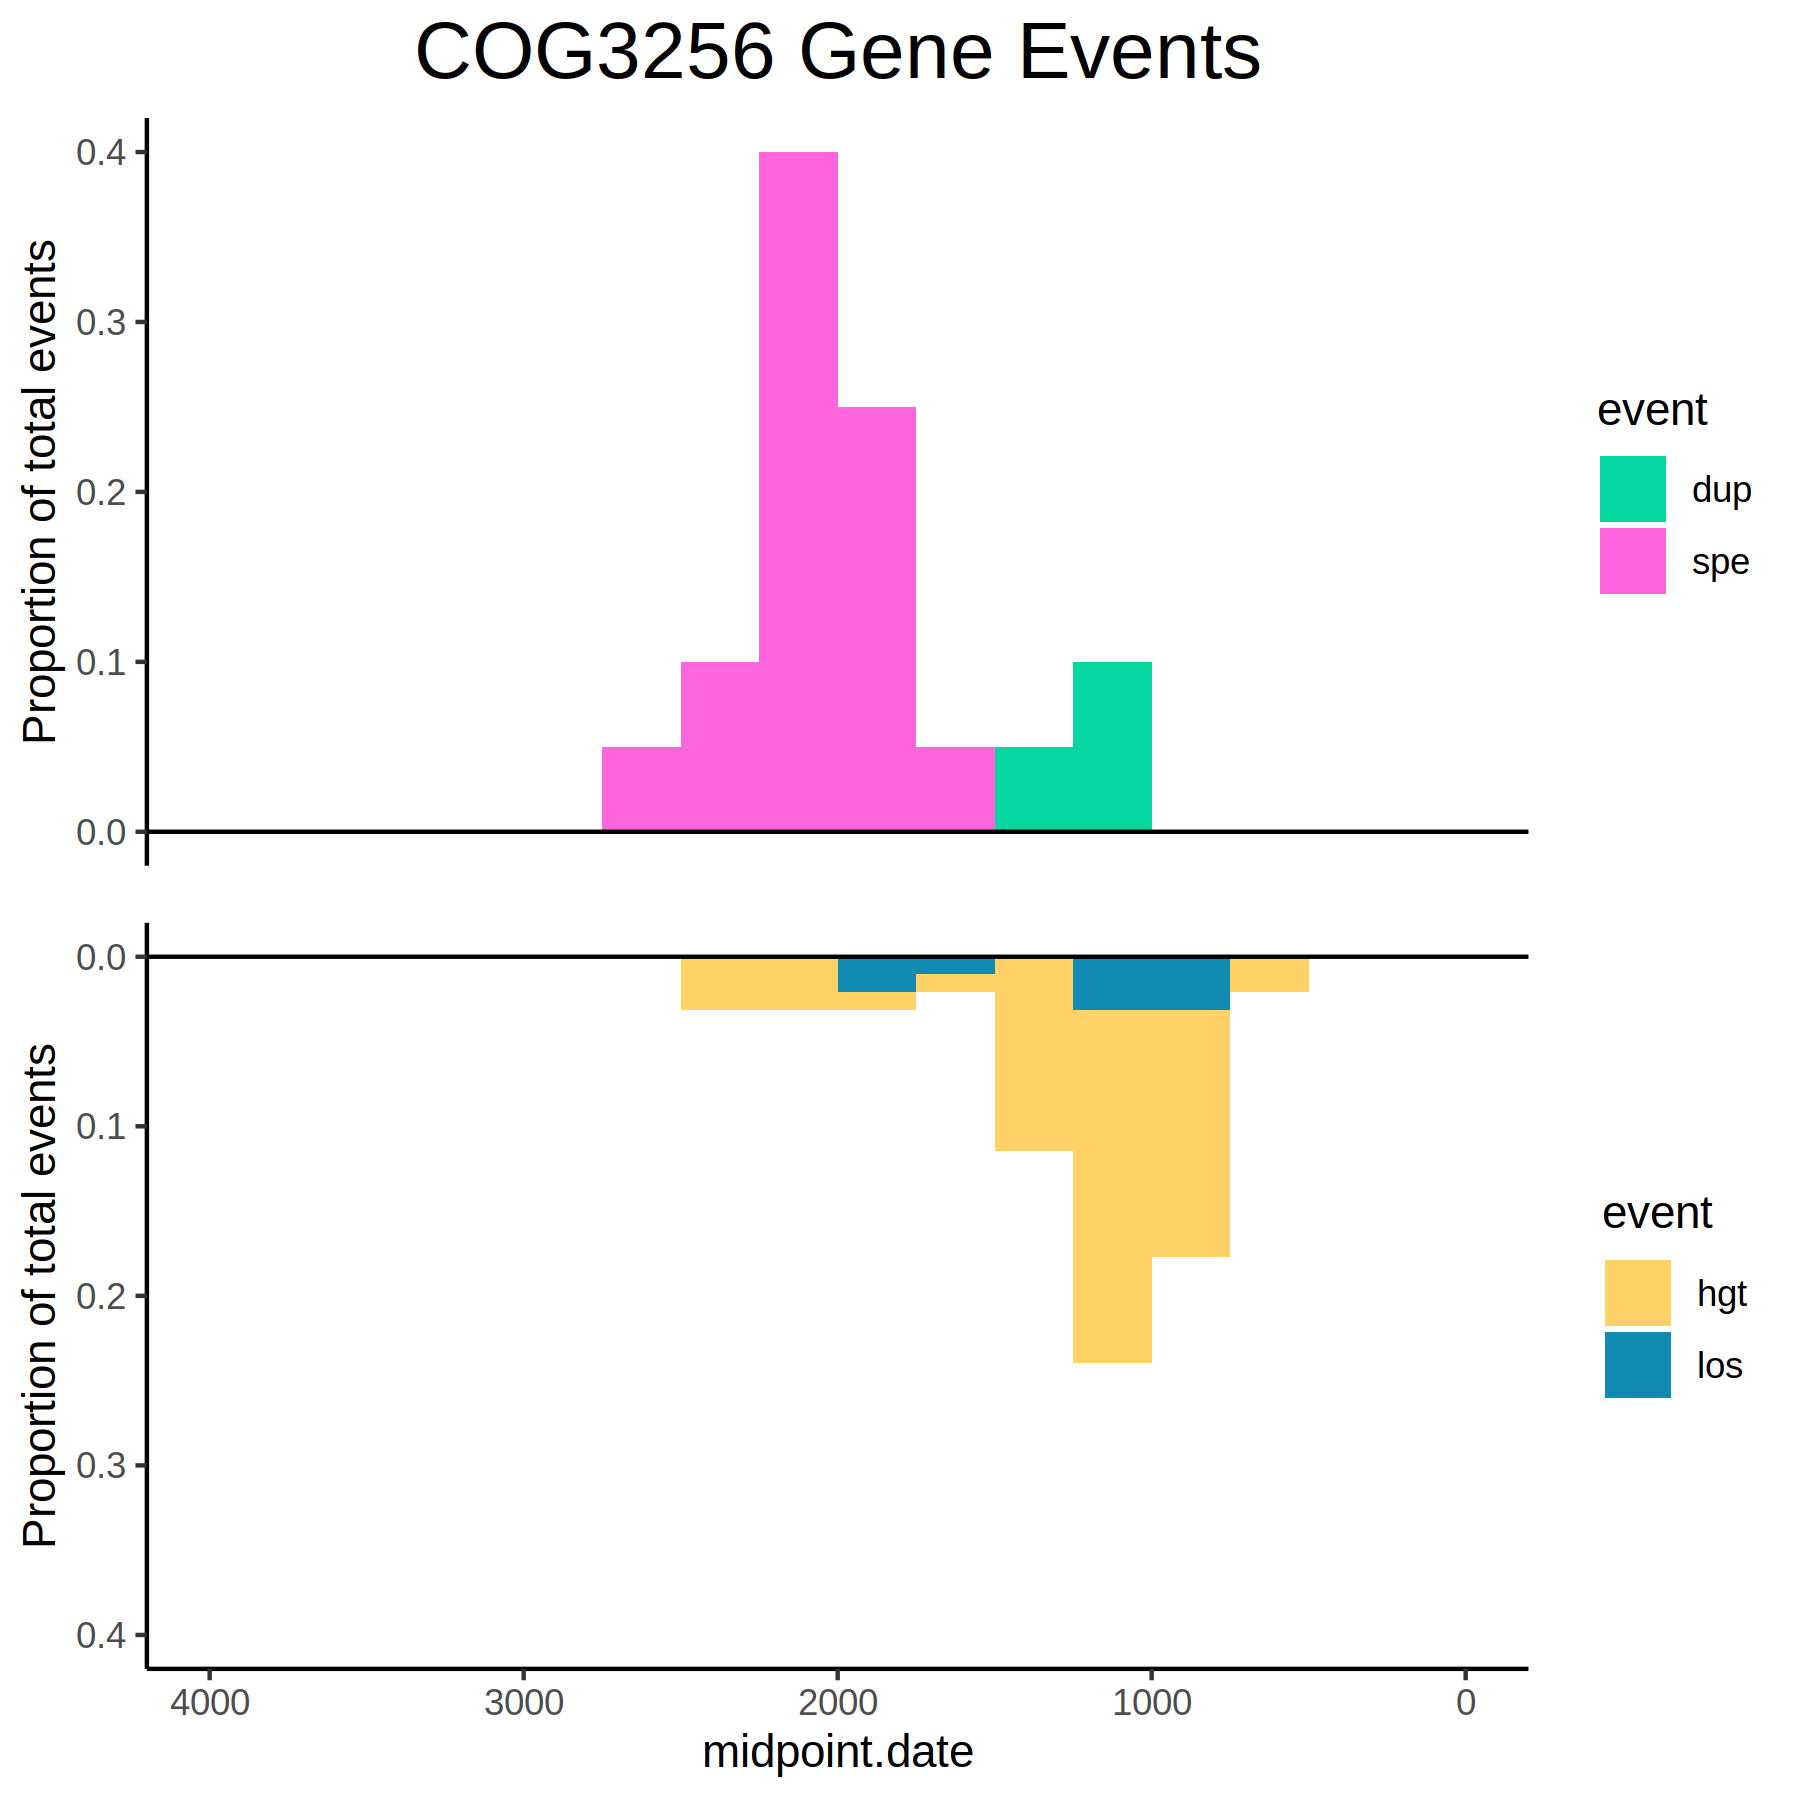 COG3256 Gene Events
Proportion of total events
0.4
0.3
0.2
0.1
0.0
event
dup
spe
Proportion of total events
0.0
0.1
0.2
0.3
0.4
event
hgt
los
4000 3000 2000 1000 0
midpoint.date